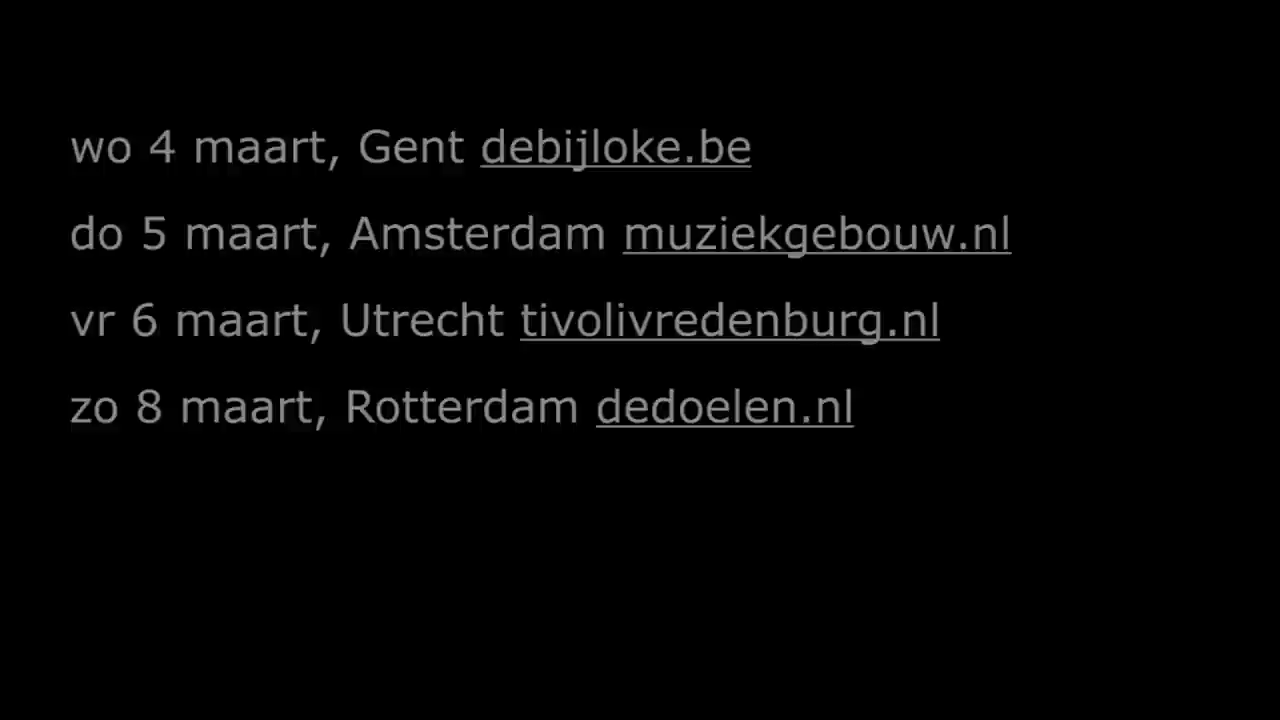 wo 4 maart, Gent debijloke.be
do 5 maart, Amsterdam muziekgebouw.nl
vr 6 maart, Utrecht tivolivredenburg.nl
zo 8 maart, Rotterdam dedoelen.nl